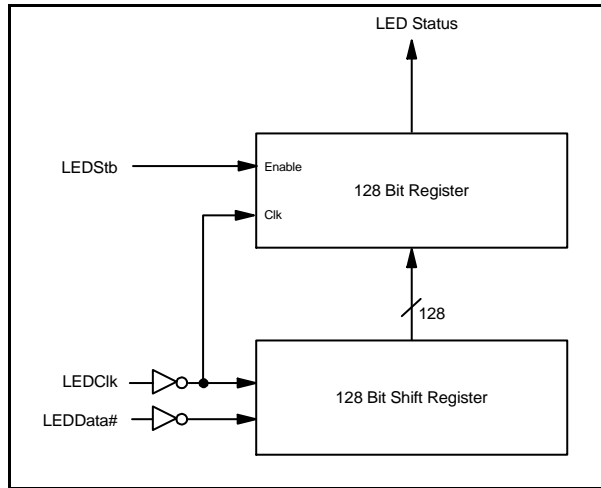 LED Status
LEDStb
Enable
128 Bit Register
Clk
128
LEDClk
128 Bit Shift Register
LEDData#